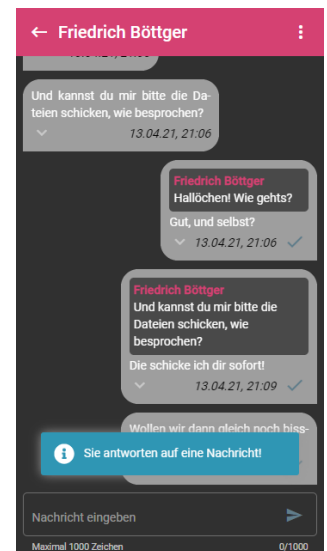 Friedrich Böttger
Und kannst du mir bitte die Da-
teien schicken, wie besprochen?
13.04.21, 21:06
Friedrich Böttger
Hallöchen! Wie gehts?
Gut, und selbst?
13.04.21, 21:06
Friedrich Böttger
Und kannst du mir bitte die
Dateien schicken, wie
besprochen?
Die schicke ich dir sofort!
13.04.21, 21:09
Wollen wir dann gleich noch biss-
Sie antworten auf eine Nachricht!
Nachricht eingeben
Maximal 1000 Zeichen
0/1000